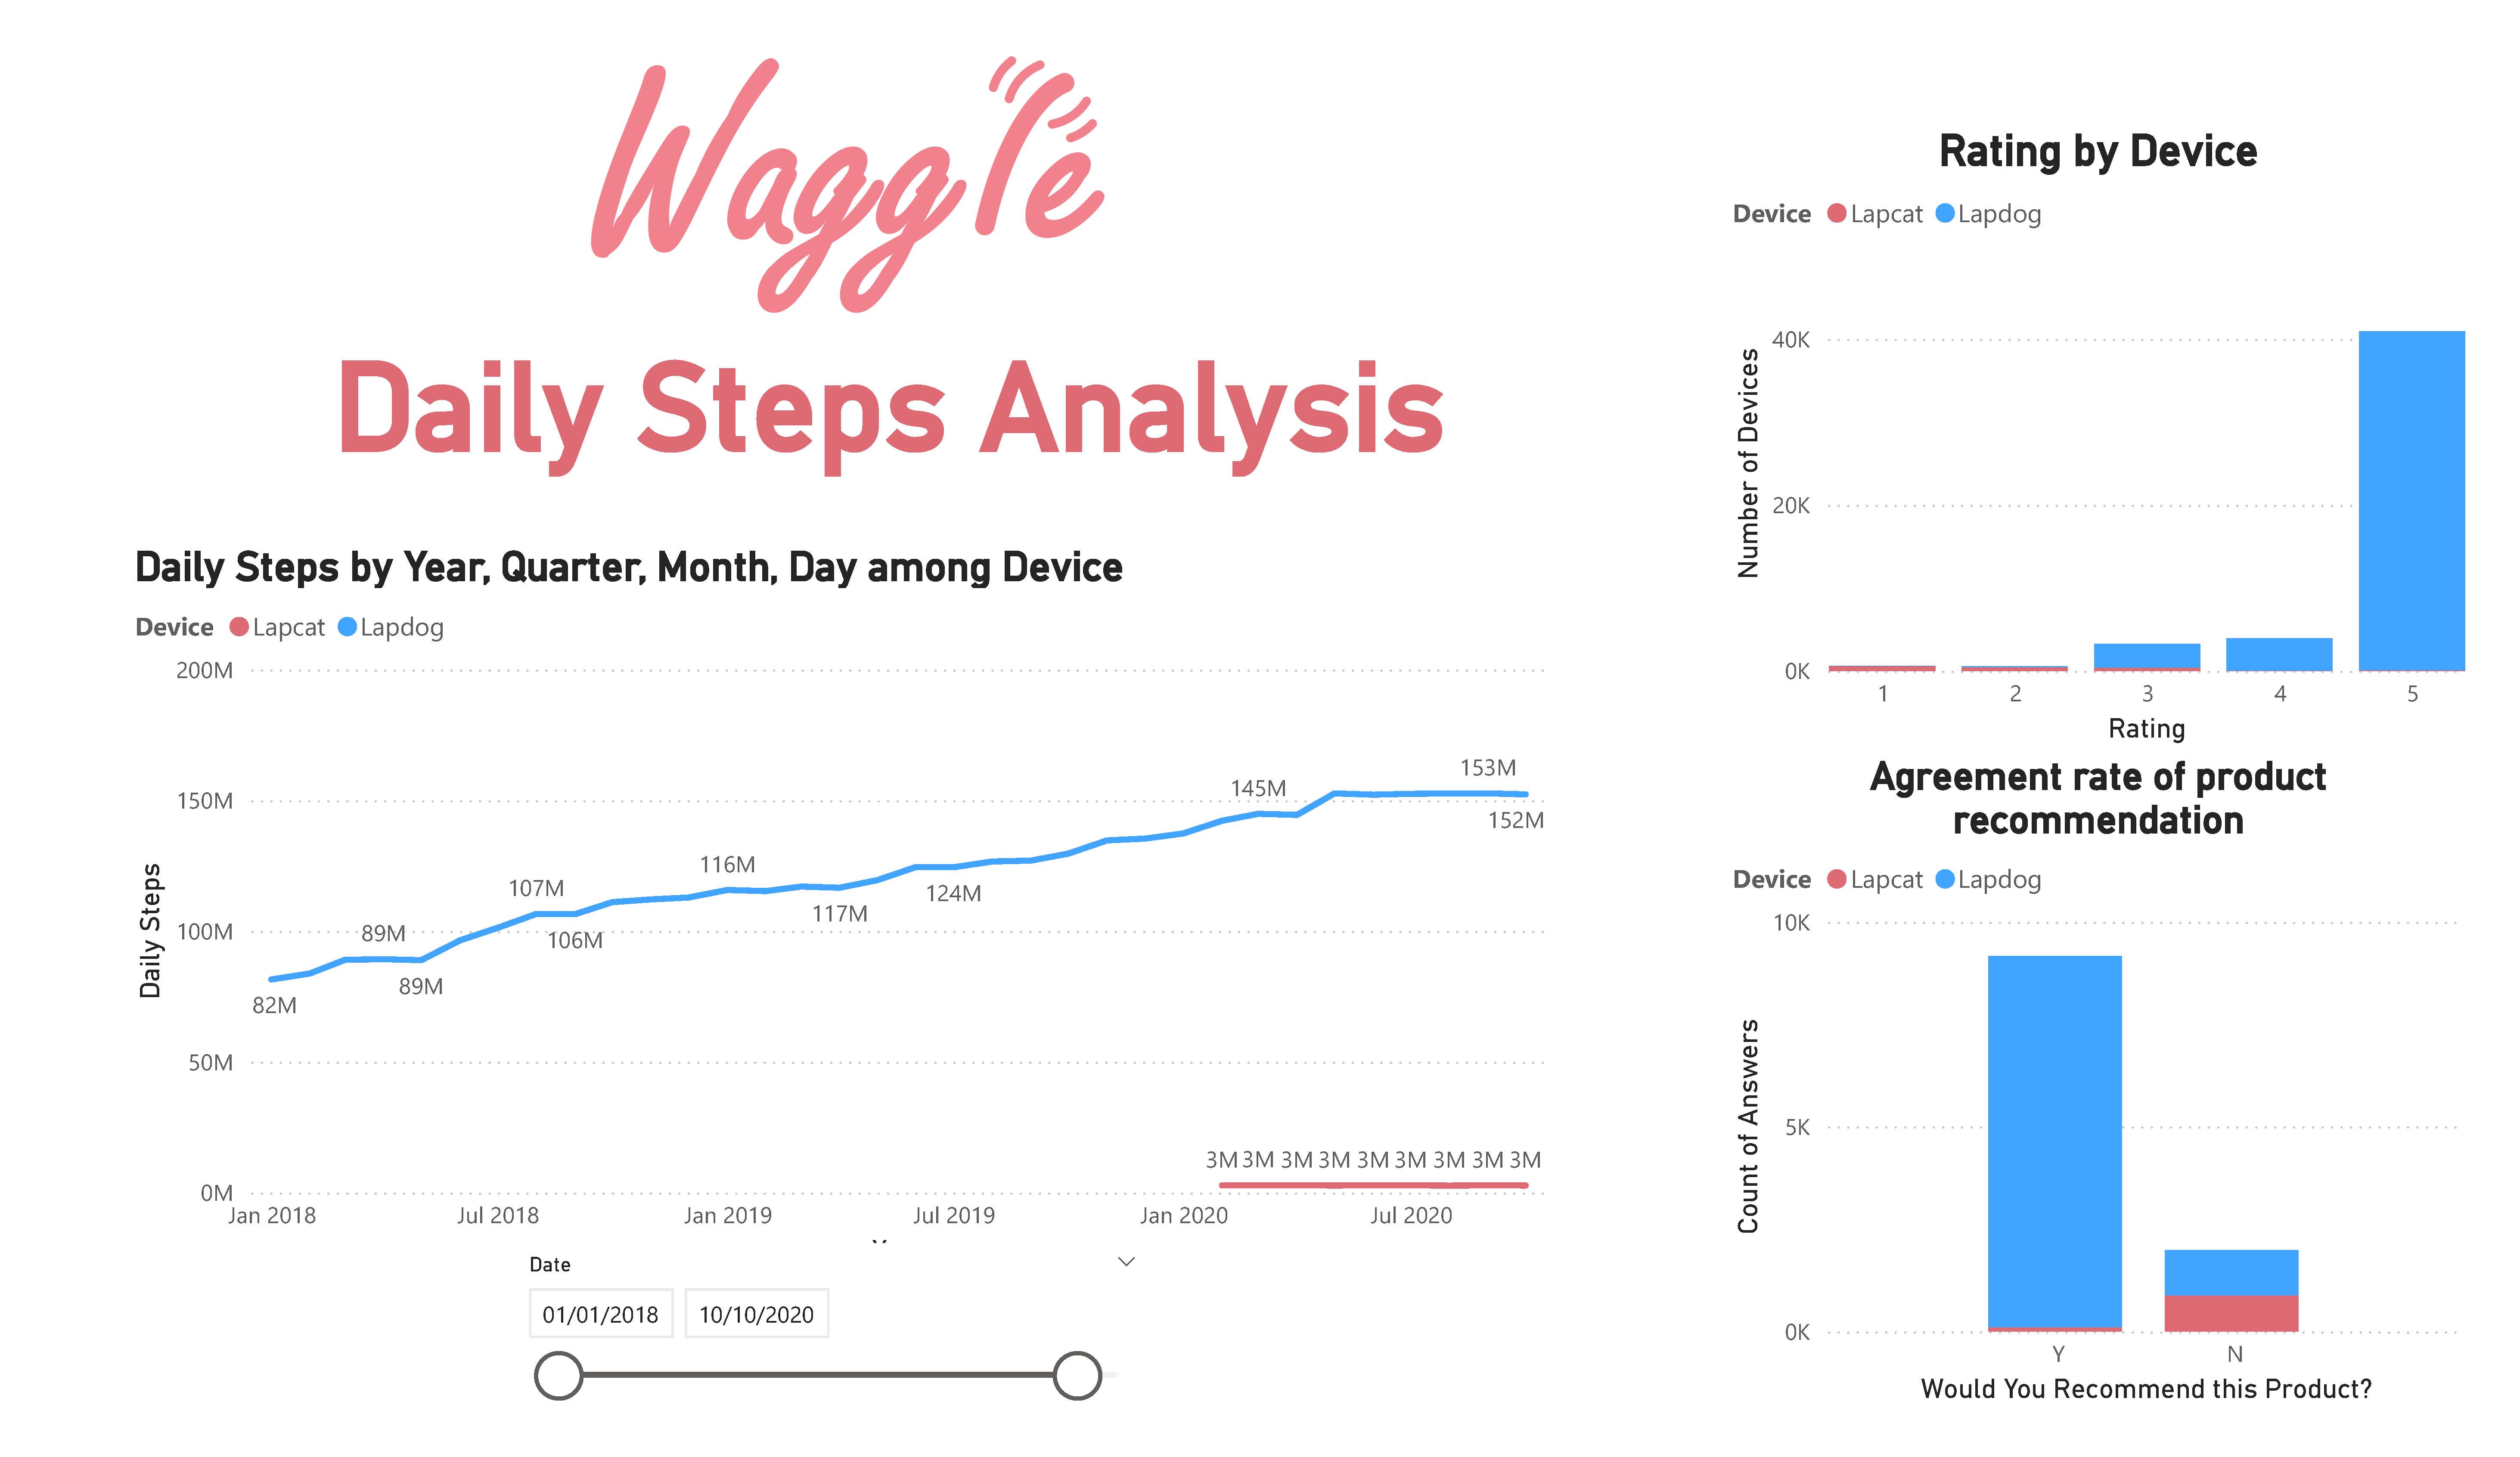 Waggle
Daily Steps Analysis
Daily Steps by Year, Quarter, Month, Day among Device
Device Lapcat Lapdog
200M
150M
100M
50M
0M
Daily Steps
82M
89M
89M
107M
106M
116M
117M
124M
145M
153M
152M
3M 3M 3M 3M 3M 3M 3M 3M 3M
Jan 2018 Jul 2018 Jan 2019 Jul 2019 Jan 2020 Jul 2020
Date
01/01/2018 10/10/2020
Rating by Device
Device Lapcat Lapdog
40K
20K
0K
Number of Devices
1 2 3 4 5
Rating
Agreement rate of product
recommendation
Device Lapcat Lapdog
10K
5K
0K
Count of Answers
Y N
Would You Recommend this Product?